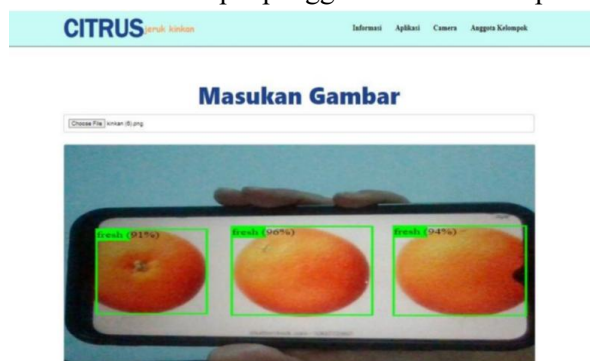 CITRUS jeruk kinkan
Informasi Aplikasi Camera Anggota Kelompok
Masukan Gambar
Choose File kinkan (6).png
fresh (91%) fresh (96%) fresh (94%)